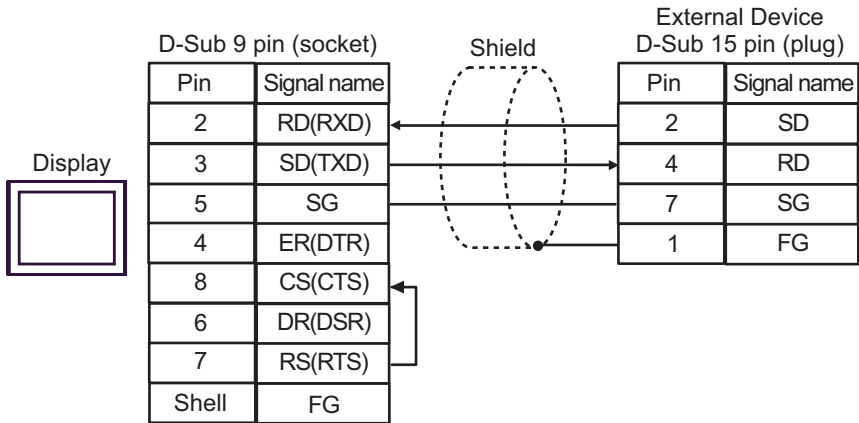 External Device
D-Sub 9 pin (socket) Shield D-Sub 15 pin (plug)
Pin Signal name Pin Signal name
2 RD(RXD) 2 SD
Display 3 SD(TXD) 4 RD
5 SG 7 SG
4 ER(DTR) 1 FG
8 CS(CTS)
6 DR(DSR)
7 RS(RTS)
Shell FG